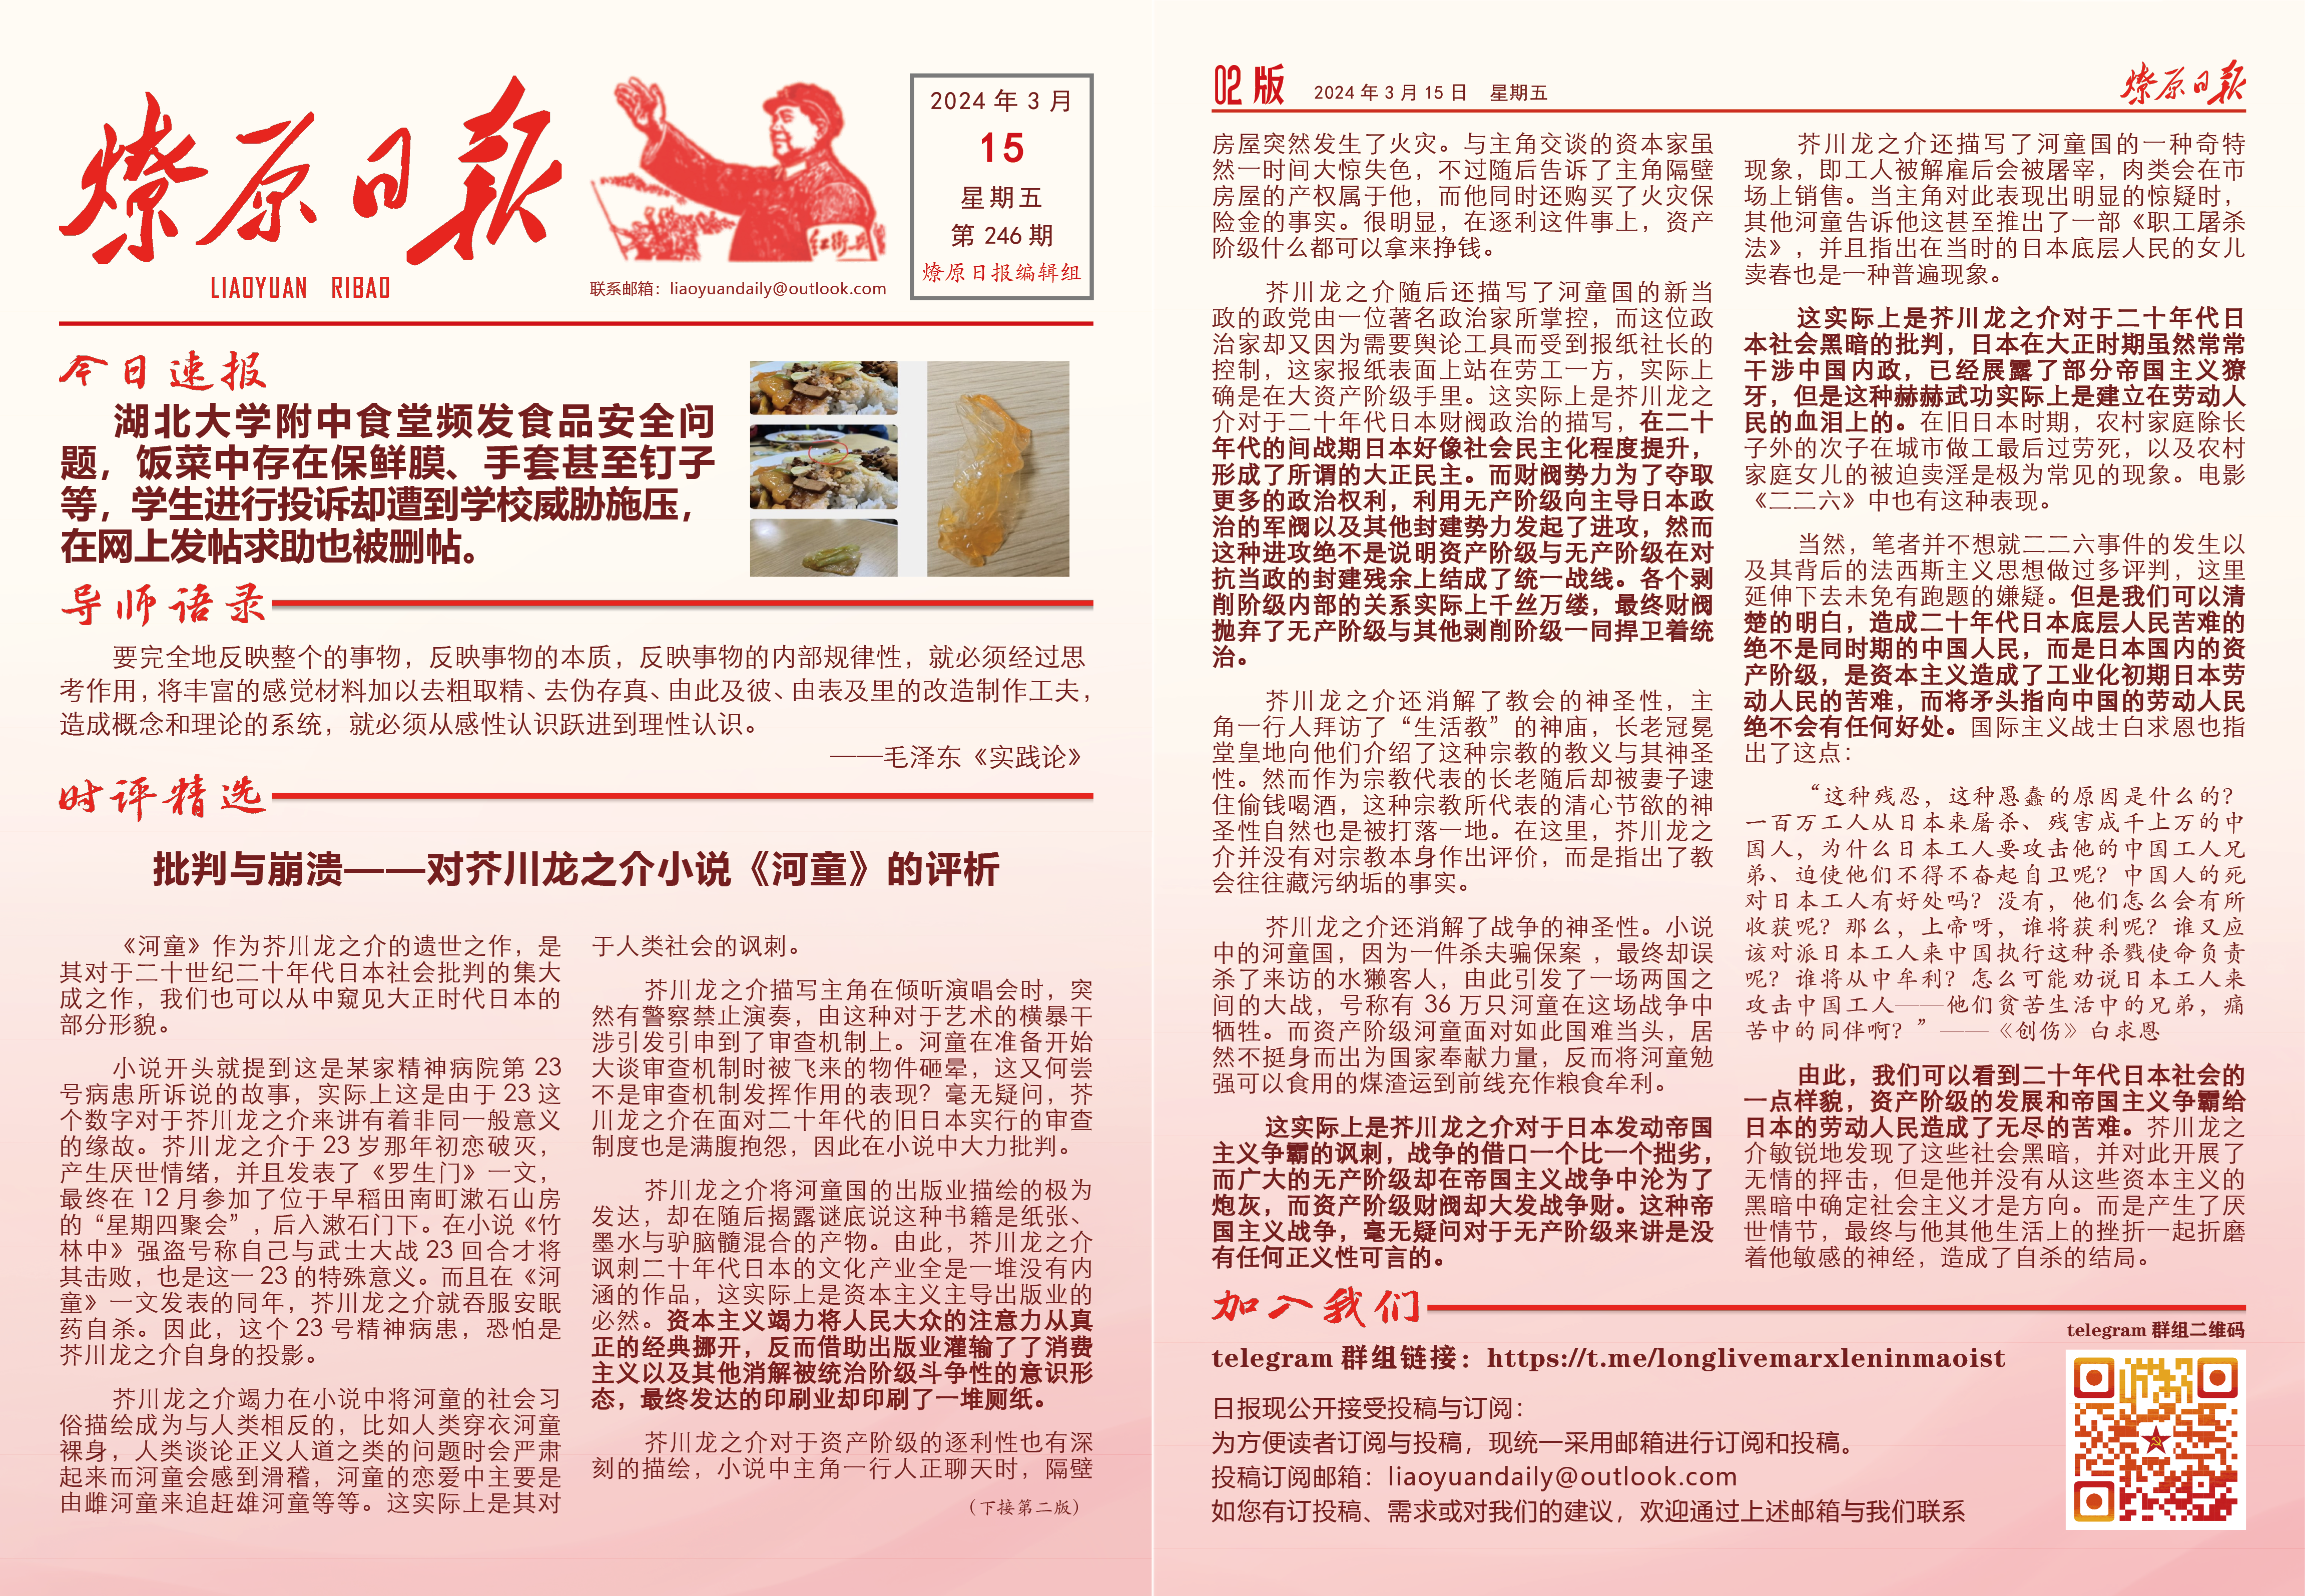 燎原日报
LIAOYUAN RIBAO
红衛兵
联系邮箱：liaoyuandaily@outlook.com
2024 年 3 月
15
星期五
第 246 期
燎原日报编辑组
今日速报
湖北大学附中食堂频发食品安全问
题，饭菜中存在保鲜膜、手套甚至钉子
等，学生进行投诉却遭到学校威胁施压，
在网上发帖求助也被删帖。
导师语录
要完全地反映整个的事物，反映事物的本质，反映事物的内部规律性，就必须经过思
考作用，将丰富的感觉材料加以去粗取精、去伪存真、由此及彼、由表及里的改造制作工夫，
造成概念和理论的系统，就必须从感性认识跃进到理性认识。
——毛泽东《实践论》
时评精选
批判与崩溃——对芥川龙之介小说《河童》的评析
《河童》作为芥川龙之介的遗世之作，是
其对于二十世纪二十年代日本社会批判的集大
成之作，我们也可以从中窥见大正时代日本的
部分形貌。
小说开头就提到这是某家精神病院第 23
号病患所诉说的故事，实际上这是由于 23 这
个数字对于芥川龙之介来讲有着非同一般意义
的缘故。芥川龙之介于 23 岁那年初恋破灭，
产生厌世情绪，并且发表了《罗生门》一文，
最终在 12 月参加了位于早稻田南町漱石山房
的“星期四聚会”，后入漱石门下。在小说《竹
林中》强盗号称自己与武士大战 23 回合才将
其击败，也是这一 23 的特殊意义。而且在《河
童》一文发表的同年，芥川龙之介就吞服安眠
药自杀。因此，这个 23 号精神病患，恐怕是
芥川龙之介自身的投影。
芥川龙之介竭力在小说中将河童的社会习
俗描绘成为与人类相反的，比如人类穿衣河童
裸身，人类谈论正义人道之类的问题时会严肃
起来而河童会感到滑稽，河童的恋爱中主要是
由雌河童来追赶雄河童等等。这实际上是其对
于人类社会的讽刺。
芥川龙之介描写主角在倾听演唱会时，突
然有警察禁止演奏，由这种对于艺术的横暴干
涉引发引申到了审查机制上。河童在准备开始
大谈审查机制时被飞来的物件砸晕，这又何尝
不是审查机制发挥作用的表现？毫无疑问，芥
川龙之介在面对二十年代的旧日本实行的审查
制度也是满腹抱怨，因此在小说中大力批判。
芥川龙之介将河童国的出版业描绘的极为
发达，却在随后揭露谜底说这种书籍是纸张、
墨水与驴脑髓混合的产物。由此，芥川龙之介
讽刺二十年代日本的文化产业全是一堆没有内
涵的作品，这实际上是资本主义主导出版业的
必然。资本主义竭力将人民大众的注意力从真
正的经典挪开，反而借助出版业灌输了了消费
主义以及其他消解被统治阶级斗争性的意识形
态，最终发达的印刷业却印刷了一堆厕纸。
芥川龙之介对于资产阶级的逐利性也有深
刻的描绘，小说中主角一行人正聊天时，隔壁
（下接第二版）
02 版
2024 年 3 月 15 日 星期五
燎原日报
房屋突然发生了火灾。与主角交谈的资本家虽
然一时间大惊失色，不过随后告诉了主角隔壁
房屋的产权属于他，而他同时还购买了火灾保
险金的事实。很明显，在逐利这件事上，资产
阶级什么都可以拿来挣钱。
芥川龙之介随后还描写了河童国的新当
政的政党由一位著名政治家所掌控，而这位政
治家却又因为需要舆论工具而受到报纸社长的
控制，这家报纸表面上站在劳工一方，实际上
确是在大资产阶级手里。这实际上是芥川龙之
介对于二十年代日本财阀政治的描写，在二十
年代的间战期日本好像社会民主化程度提升，
形成了所谓的大正民主。而财阀势力为了夺取
更多的政治权利，利用无产阶级向主导日本政
治的军阀以及其他封建势力发起了进攻，然而
这种进攻绝不是说明资产阶级与无产阶级在对
抗当政的封建残余上结成了统一战线。各个剥
削阶级内部的关系实际上千丝万缕，最终财阀
抛弃了无产阶级与其他剥削阶级一同捍卫着统
治。
芥川龙之介还消解了教会的神圣性，主
角一行人拜访了“生活教”的神庙，长老冠冕
堂皇地向他们介绍了这种宗教的教义与其神圣
性。然而作为宗教代表的长老随后却被妻子逮
住偷钱喝酒，这种宗教所代表的清心节欲的神
圣性自然也是被打落一地。在这里，芥川龙之
介并没有对宗教本身作出评价，而是指出了教
会往往藏污纳垢的事实。
芥川龙之介还消解了战争的神圣性。小说
中的河童国，因为一件杀夫骗保案 ，最终却误
杀了来访的水獭客人，由此引发了一场两国之
间的大战，号称有 36 万只河童在这场战争中
牺牲。而资产阶级河童面对如此国难当头，居
然不挺身而出为国家奉献力量，反而将河童勉
强可以食用的煤渣运到前线充作粮食牟利。
这实际上是芥川龙之介对于日本发动帝国
主义争霸的讽刺，战争的借口一个比一个拙劣，
而广大的无产阶级却在帝国主义战争中沦为了
炮灰，而资产阶级财阀却大发战争财。这种帝
国主义战争，毫无疑问对于无产阶级来讲是没
有任何正义性可言的。
芥川龙之介还描写了河童国的一种奇特
现象，即工人被解雇后会被屠宰，肉类会在市
场上销售。当主角对此表现出明显的惊疑时，
其他河童告诉他这甚至推出了一部《职工屠杀
法》，并且指出在当时的日本底层人民的女儿
卖春也是一种普遍现象。
这实际上是芥川龙之介对于二十年代日
本社会黑暗的批判，日本在大正时期虽然常常
干涉中国内政，已经展露了部分帝国主义獠
牙，但是这种赫赫武功实际上是建立在劳动人
民的血泪上的。在旧日本时期，农村家庭除长
子外的次子在城市做工最后过劳死，以及农村
家庭女儿的被迫卖淫是极为常见的现象。电影
《二二六》中也有这种表现。
当然，笔者并不想就二二六事件的发生以
及其背后的法西斯主义思想做过多评判，这里
延伸下去未免有跑题的嫌疑。但是我们可以清
楚的明白，造成二十年代日本底层人民苦难的
绝不是同时期的中国人民，而是日本国内的资
产阶级，是资本主义造成了工业化初期日本劳
动人民的苦难，而将矛头指向中国的劳动人民
绝不会有任何好处。国际主义战士白求恩也指
出了这点：
“这种残忍，这种愚蠢的原因是什么的？
一百万工人从日本来屠杀、残害成千上万的中
国人，为什么日本工人要攻击他的中国工人兄
弟、迫使他们不得不奋起自卫呢？中国人的死
对日本工人有好处吗？没有，他们怎么会有所
收获呢？那么，上帝呀，谁将获利呢？谁又应
该对派日本工人来中国执行这种杀戮使命负责
呢？谁将从中牟利？怎么可能劝说日本工人来
攻击中国工人——他们贫苦生活中的兄弟，痛
苦中的同伴啊？”——《创伤》白求恩
由此，我们可以看到二十年代日本社会的
一点样貌，资产阶级的发展和帝国主义争霸给
日本的劳动人民造成了无尽的苦难。芥川龙之
介敏锐地发现了这些社会黑暗，并对此开展了
无情的抨击，但是他并没有从这些资本主义的
黑暗中确定社会主义才是方向。而是产生了厌
世情节，最终与他其他生活上的挫折一起折磨
着他敏感的神经，造成了自杀的结局。
加入我们
telegram 群组二维码
telegram 群组链接：https://t.me/longlivemarxleninmaoist
日报现公开接受投稿与订阅：
为方便读者订阅与投稿，现统一采用邮箱进行订阅和投稿。
投稿订阅邮箱：liaoyuandaily@outlook.com
如您有订投稿、需求或对我们的建议，欢迎通过上述邮箱与我们联系